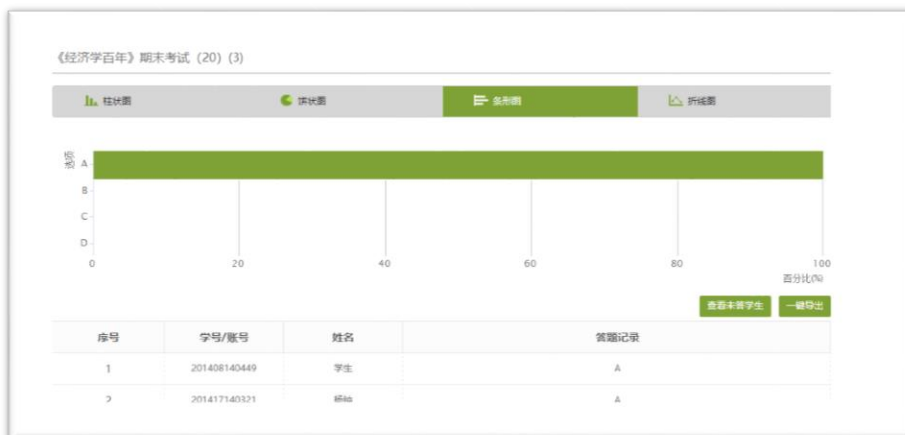 《经济学百年》期末考试 (20) (3)
柱状图 饼状图 条形图 折线图
选项
A
B
C
D
0 20 40 60 80 100
百分比(%)
查看未答学生 一键导出
序号 学号/账号 姓名 答题记录
1 201408140449 学生 A
2 201417140321 A